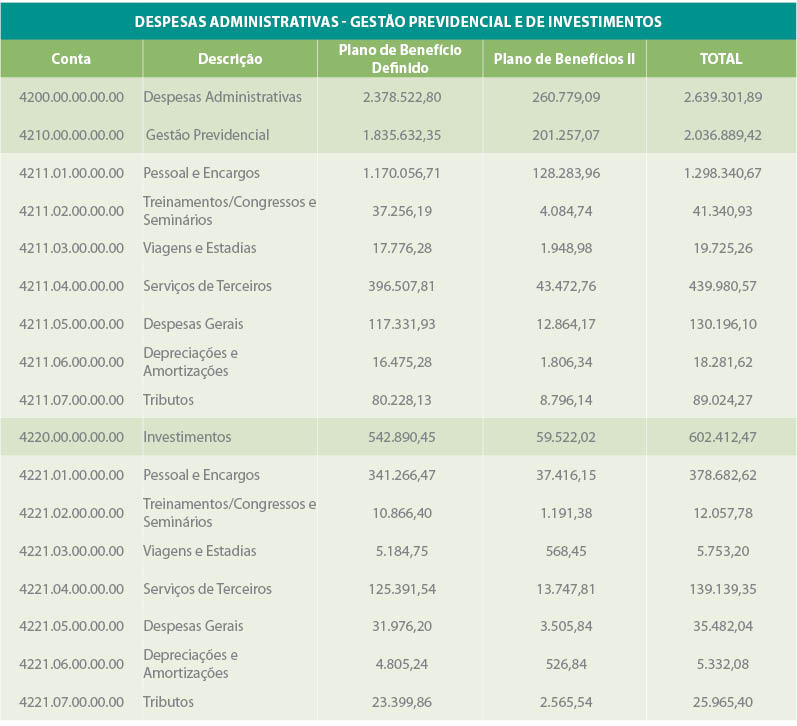 DESPESAS ADMINISTRATIVAS - GESTÃO PREVIDENCIAL E DE INVESTIMENTOS
Conta Descrição Plano de Benefício Definido Plano de Benefícios II TOTAL
4200.00.00.00.00 Despesas Administrativas 2.378.522,80 260.779,09 2.639.301,89
4210.00.00.00.00 Gestão Previdencial 1.835.632,35 201.257,07 2.036.889,42
4211.01.00.00.00 Pessoal e Encargos 1.170.056,71 128.283,96 1.298.340,67
4211.02.00.00.00 Treinamentos/Congressos e Seminários 37.256,19 4.084,74 41.340,93
4211.03.00.00.00 Viagens e Estadias 17.776,28 1.948,98 19.725,26
4211.04.00.00.00 Serviços de Terceiros 396.507,81 43.472,76 439.980,57
4211.05.00.00.00 Despesas Gerais 117.331,93 12.864,17 130.196,10
4211.06.00.00.00 Depreciações e Amortizações 16.475,28 1.806,34 18.281,62
4211.07.00.00.00 Tributos 80.228,13 8.796,14 89.024,27
4220.00.00.00.00 Investimentos 542.890,45 59.522,02 602.412,47
4221.01.00.00.00 Pessoal e Encargos 341.266,47 37.416,15 378.682,62
4221.02.00.00.00 Treinamentos/Congressos e Seminários 10.866,40 1.191,38 12.057,78
4221.03.00.00.00 Viagens e Estadias 5.184,75 568,45 5.753,20
4221.04.00.00.00 Serviços de Terceiros 125.391,54 13.747,81 139.139,35
4221.05.00.00.00 Despesas Gerais 31.976,20 3.505,84 35.482,04
4221.06.00.00.00 Depreciações e Amortizações 4.805,24 526,84 5.332,08
4221.07.00.00.00 Tributos 23.399,86 2.565,54 25.965,40